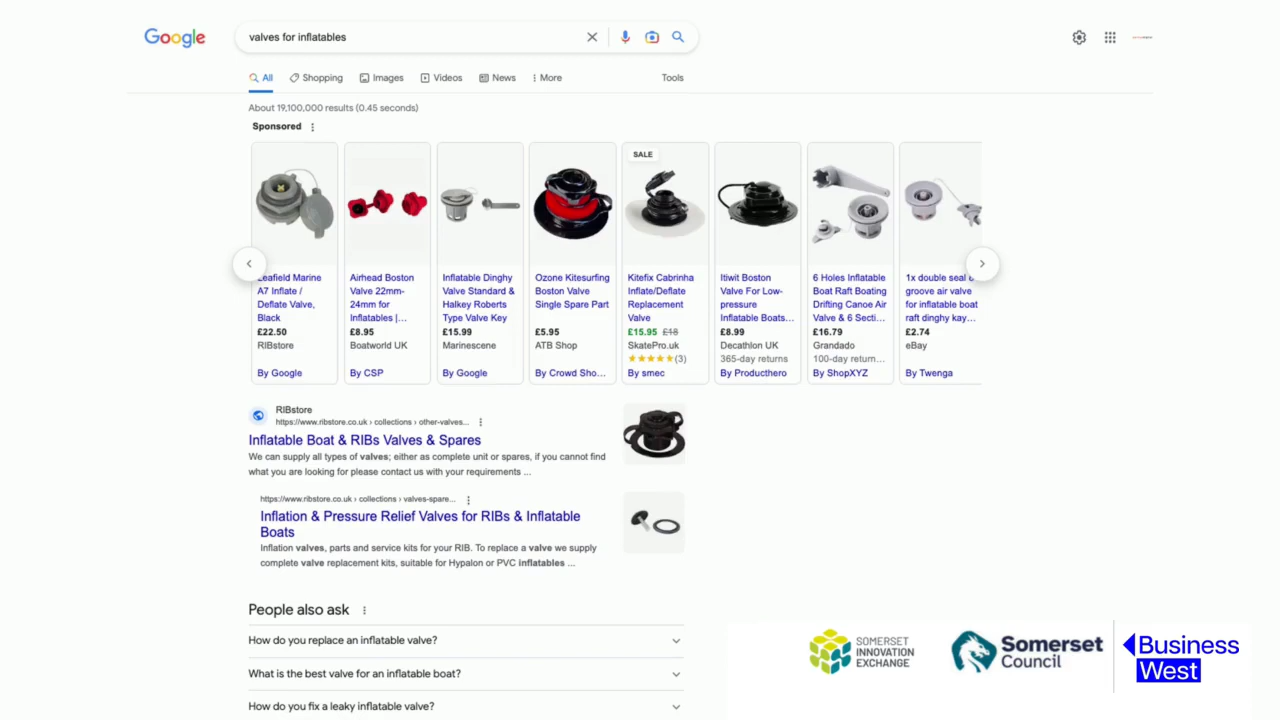 Google
valves for inflatables
All
Shopping
Images
Videos
News
More
Tools
About 19,100,000 results (0.45 seconds)
Sponsored
Leafield Marine
A7 Inflate /
Deflate Valve,
Black
£22.50
RIBstore
By Google
Airhead Boston
Valve 22mm-
24mm for
Inflatables |...
£8.95
Boatworld UK
By CSP
Inflatable Dinghy
Valve Standard &
Halkey Roberts
Type Valve Key
£15.99
Marinescene
By Google
Ozone Kitesurfing
Boston Valve
Single Spare Part
£5.95
ATB Shop
By Crowd Sho...
SALE
Kitefix Cabrinha
Inflate/Deflate
Replacement
Valve
£15.95 £18
SkatePro.uk
(3)
By smec
Itiwit Boston
Valve For Low-
pressure
Inflatable Boats...
£8.99
Decathlon UK
365-day returns
By Producthero
6 Holes Inflatable
Boat Raft Boating
Drifting Canoe Air
Valve & 6 Secti...
£16.79
Grandado
100-day return...
By ShopXYZ
1x double seal o
groove air valve
for inflatable boat
raft dinghy kay...
£2.74
eBay
By Twenga
RIBstore
https://www.ribstore.co.uk › collections › other-valves...
Inflatable Boat & RIBs Valves & Spares
We can supply all types of valves; either as complete unit or spares, if you cannot find
what you are looking for please contact us with your requirements ...
https://www.ribstore.co.uk › collections › valves-spare...
Inflation & Pressure Relief Valves for RIBs & Inflatable
Boats
Inflation valves, parts and service kits for your RIB. To replace a valve we supply
complete valve replacement kits, suitable for Hypalon or PVC inflatables ...
People also ask
How do you replace an inflatable valve?
What is the best valve for an inflatable boat?
How do you fix a leaky inflatable valve?
SOMERSET
INNOVATION
EXCHANGE
Somerset
Council
Business
West